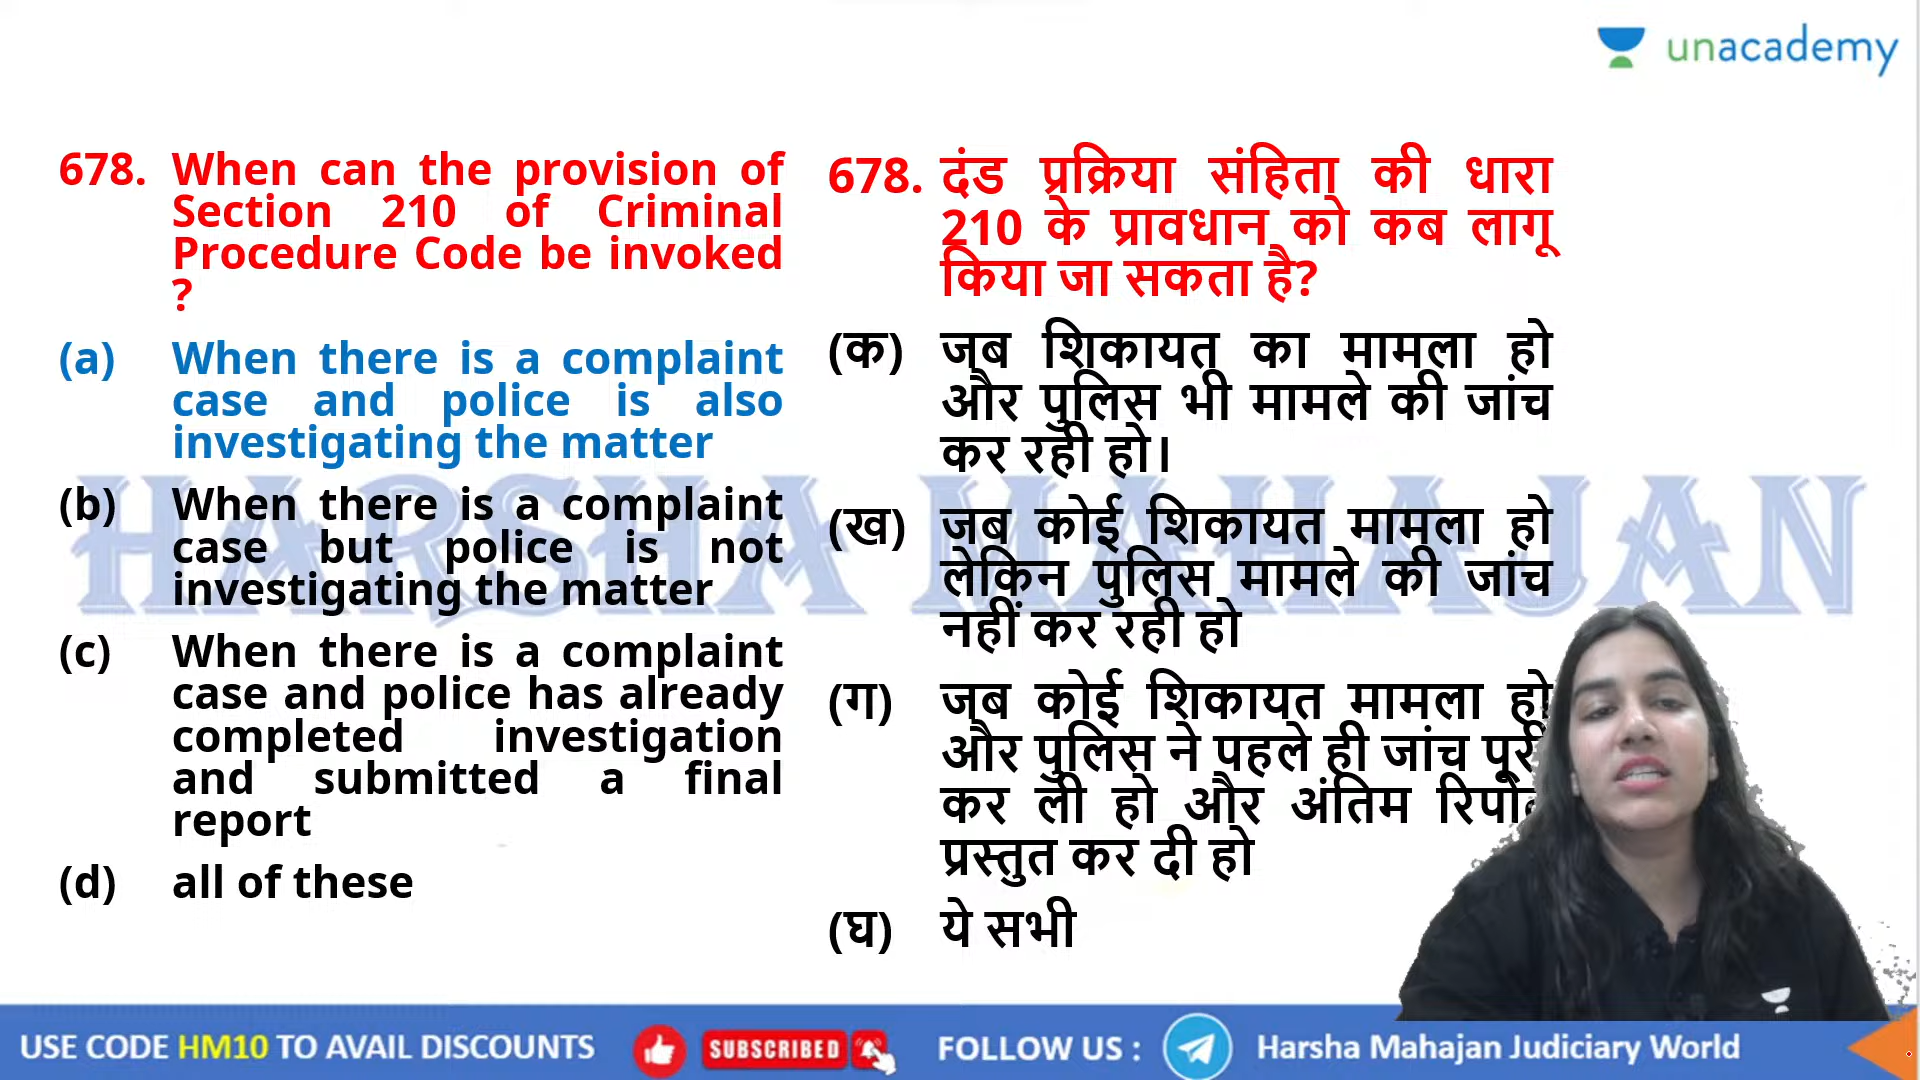 unacademy
678. When can the provision of
Section 210 of Criminal
Procedure Code be invoked
?
(a) When there is a complaint
case and police is also
investigating the matter
(b) When there is a complaint
case but police is not
investigating the matter
(c) When there is a complaint
case and police has already
completed investigation
and submitted a final
report
(d) all of these
678. दंड प्रक्रिया संहिता की धारा
210 के प्रावधान को कब लागू
किया जा सकता है?
(क) जब शिकायत का मामला हो
और पुलिस भी मामले की जांच
कर रही हो।
(ख) जब कोई शिकायत मामला हो
लेकिन पुलिस मामले की जांच
नहीं कर रही हो
(ग) जब कोई शिकायत मामला हो
और पुलिस ने पहले ही जांच
कर ली हो और अंतिम
प्रस्तुत कर दी हो
(घ) ये सभी
HARSHA MAHAJAN
USE CODE HM10 TO AVAIL DISCOUNTS
SUBSCRIBED
FOLLOW US :
Harsha Mahajan Judiciary World